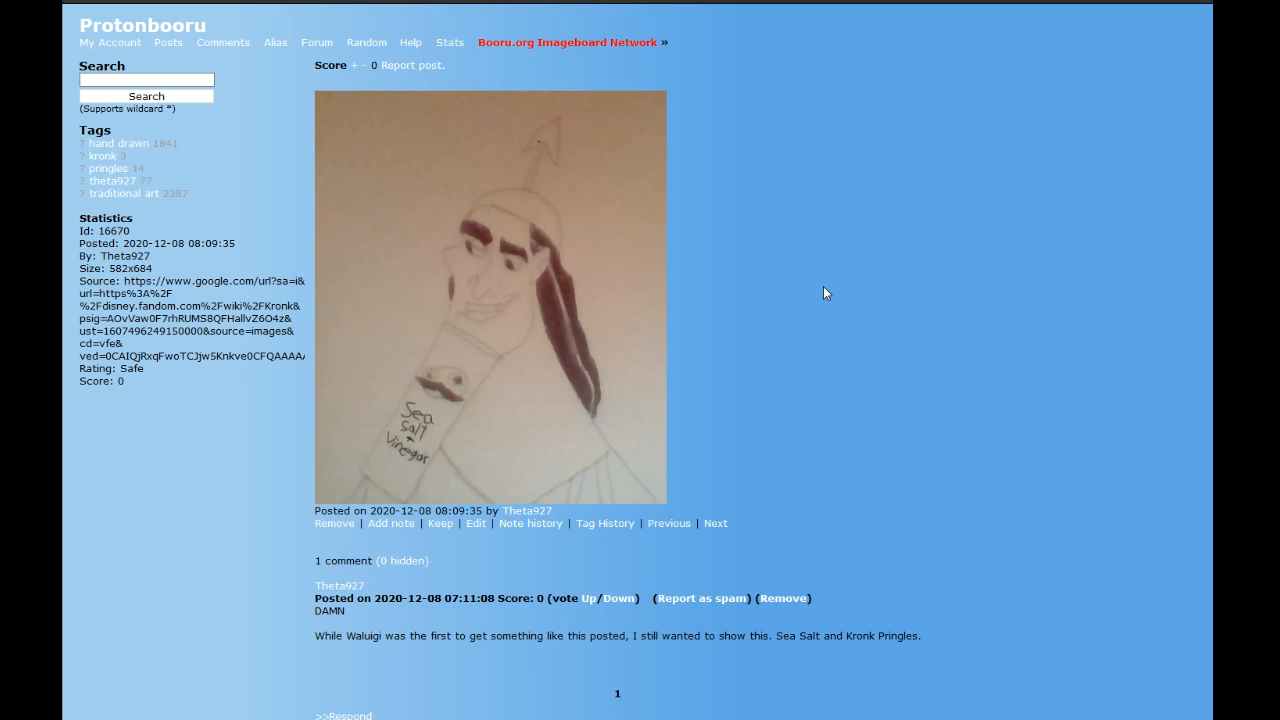 Protonbooru
My Account Posts Comments Alias Forum Random Help Stats Booru.org Imageboard Network »
Search
Search
(Supports wildcard *)
Tags
? hand drawn 1841
? kronk 3
? pringles 14
? theta927 77
? traditional art 2387
Statistics
Id: 16670
Posted: 2020-12-08 08:09:35
By: Theta927
Size: 582x684
Source: https://www.google.com/url?sa=i&
url=https%3A%2F
%2Fdisney.fandom.com%2Fwiki%2FKronk&
psig=AOvVaw0F7rhRUMS8QFHallvZ6O4z&
ust=1607496249150000&source=images&
cd=vfe&
ved=0CAIQjRxqFwoTCJjw5Knkve0CFQAAAA
Rating: Safe
Score: 0
Score + - 0 Report post.
Sea
Salt
+
Vinegar
Posted on 2020-12-08 08:09:35 by Theta927
Remove | Add note | Keep | Edit | Note history | Tag History | Previous | Next
1 comment (0 hidden)
Theta927
Posted on 2020-12-08 07:11:08 Score: 0 (vote Up/Down) (Report as spam) (Remove)
DAMN
While Waluigi was the first to get something like this posted, I still wanted to show this. Sea Salt and Kronk Pringles.
1
>>Respond